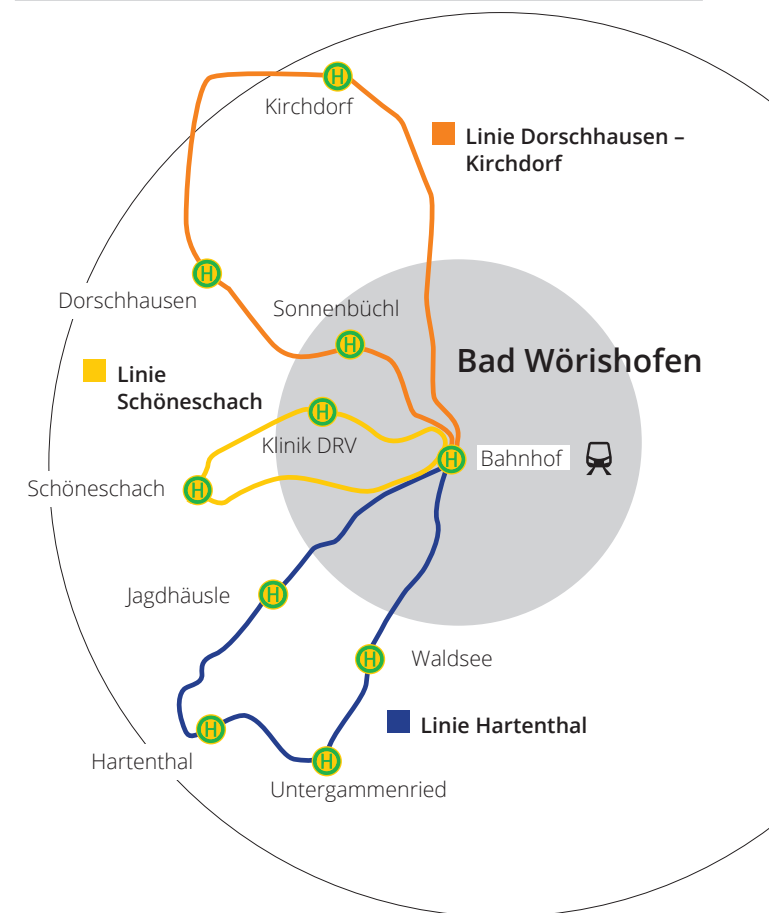 H
Kirchdorf
Linie Dorschhausen –
Kirchdorf
H
Dorschhausen
Sonnenbüchl
H
Bad Wörishofen
Linie
Schöneschach
H
Klinik DRV
H
Bahnhof
Schöneschach
H
Jagdhäusle
H
H
Waldsee
Linie Hartenthal
H
Hartenthal
H
Untergammenried